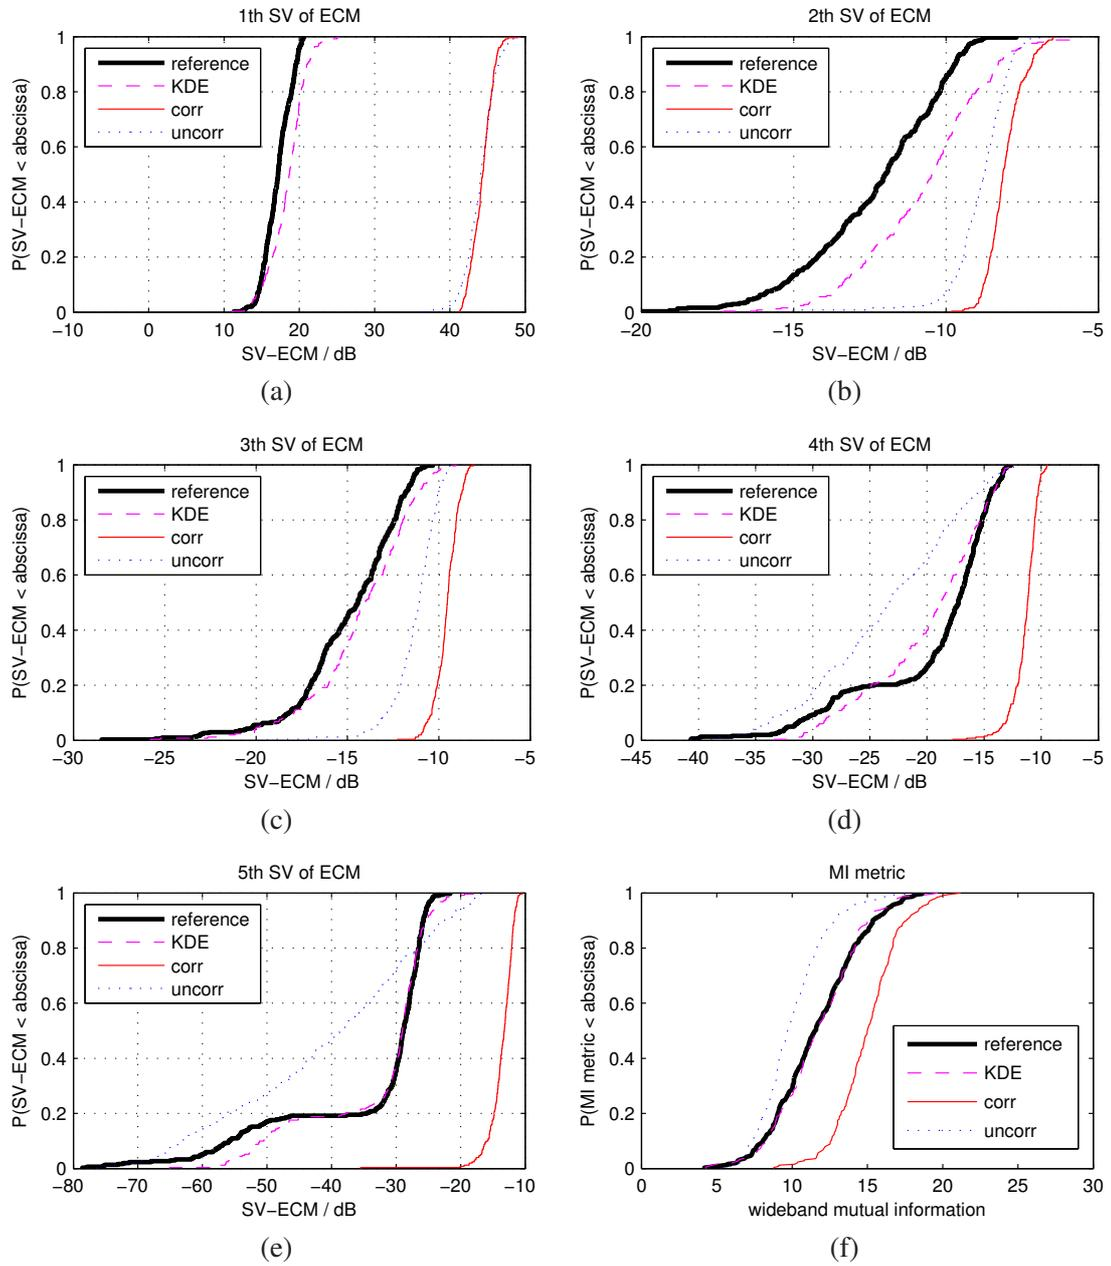 1th SV of ECM
P(SV−ECM < abscissa)
1
0.8
0.6
0.4
0.2
0
reference
KDE
corr
uncorr
−10 0 10 20 30 40 50
SV−ECM / dB
(a)
2th SV of ECM
P(SV−ECM < abscissa)
1
0.8
0.6
0.4
0.2
0
reference
KDE
corr
uncorr
−20 −15 −10 −5
SV−ECM / dB
(b)
3th SV of ECM
P(SV−ECM < abscissa)
1
0.8
0.6
0.4
0.2
0
reference
KDE
corr
uncorr
−30 −25 −20 −15 −10 −5
SV−ECM / dB
(c)
4th SV of ECM
P(SV−ECM < abscissa)
1
0.8
0.6
0.4
0.2
0
reference
KDE
corr
uncorr
−45 −40 −35 −30 −25 −20 −15 −10 −5
SV−ECM / dB
(d)
5th SV of ECM
P(SV−ECM < abscissa)
1
0.8
0.6
0.4
0.2
0
reference
KDE
corr
uncorr
−80 −70 −60 −50 −40 −30 −20 −10
SV−ECM / dB
(e)
MI metric
P(MI metric < abscissa)
1
0.8
0.6
0.4
0.2
0
reference
KDE
corr
uncorr
0 5 10 15 20 25 30
wideband mutual information
(f)